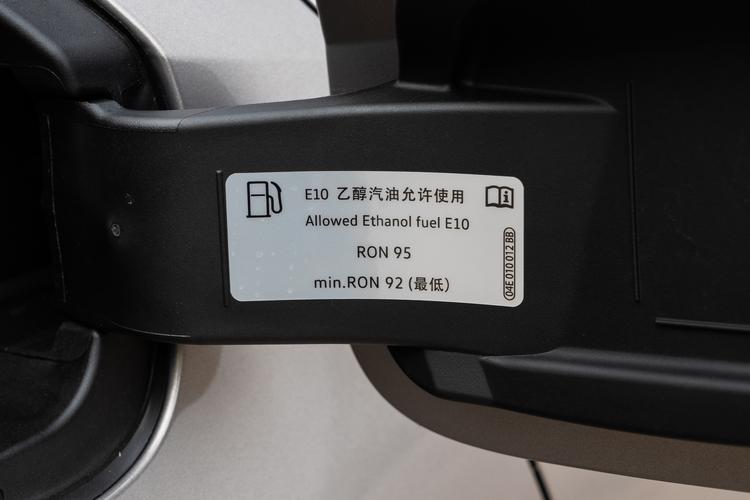 E10 乙醇汽油允许使用
Allowed Ethanol fuel E10
RON 95
min.RON 92 (最低)
04E 010 012 BB